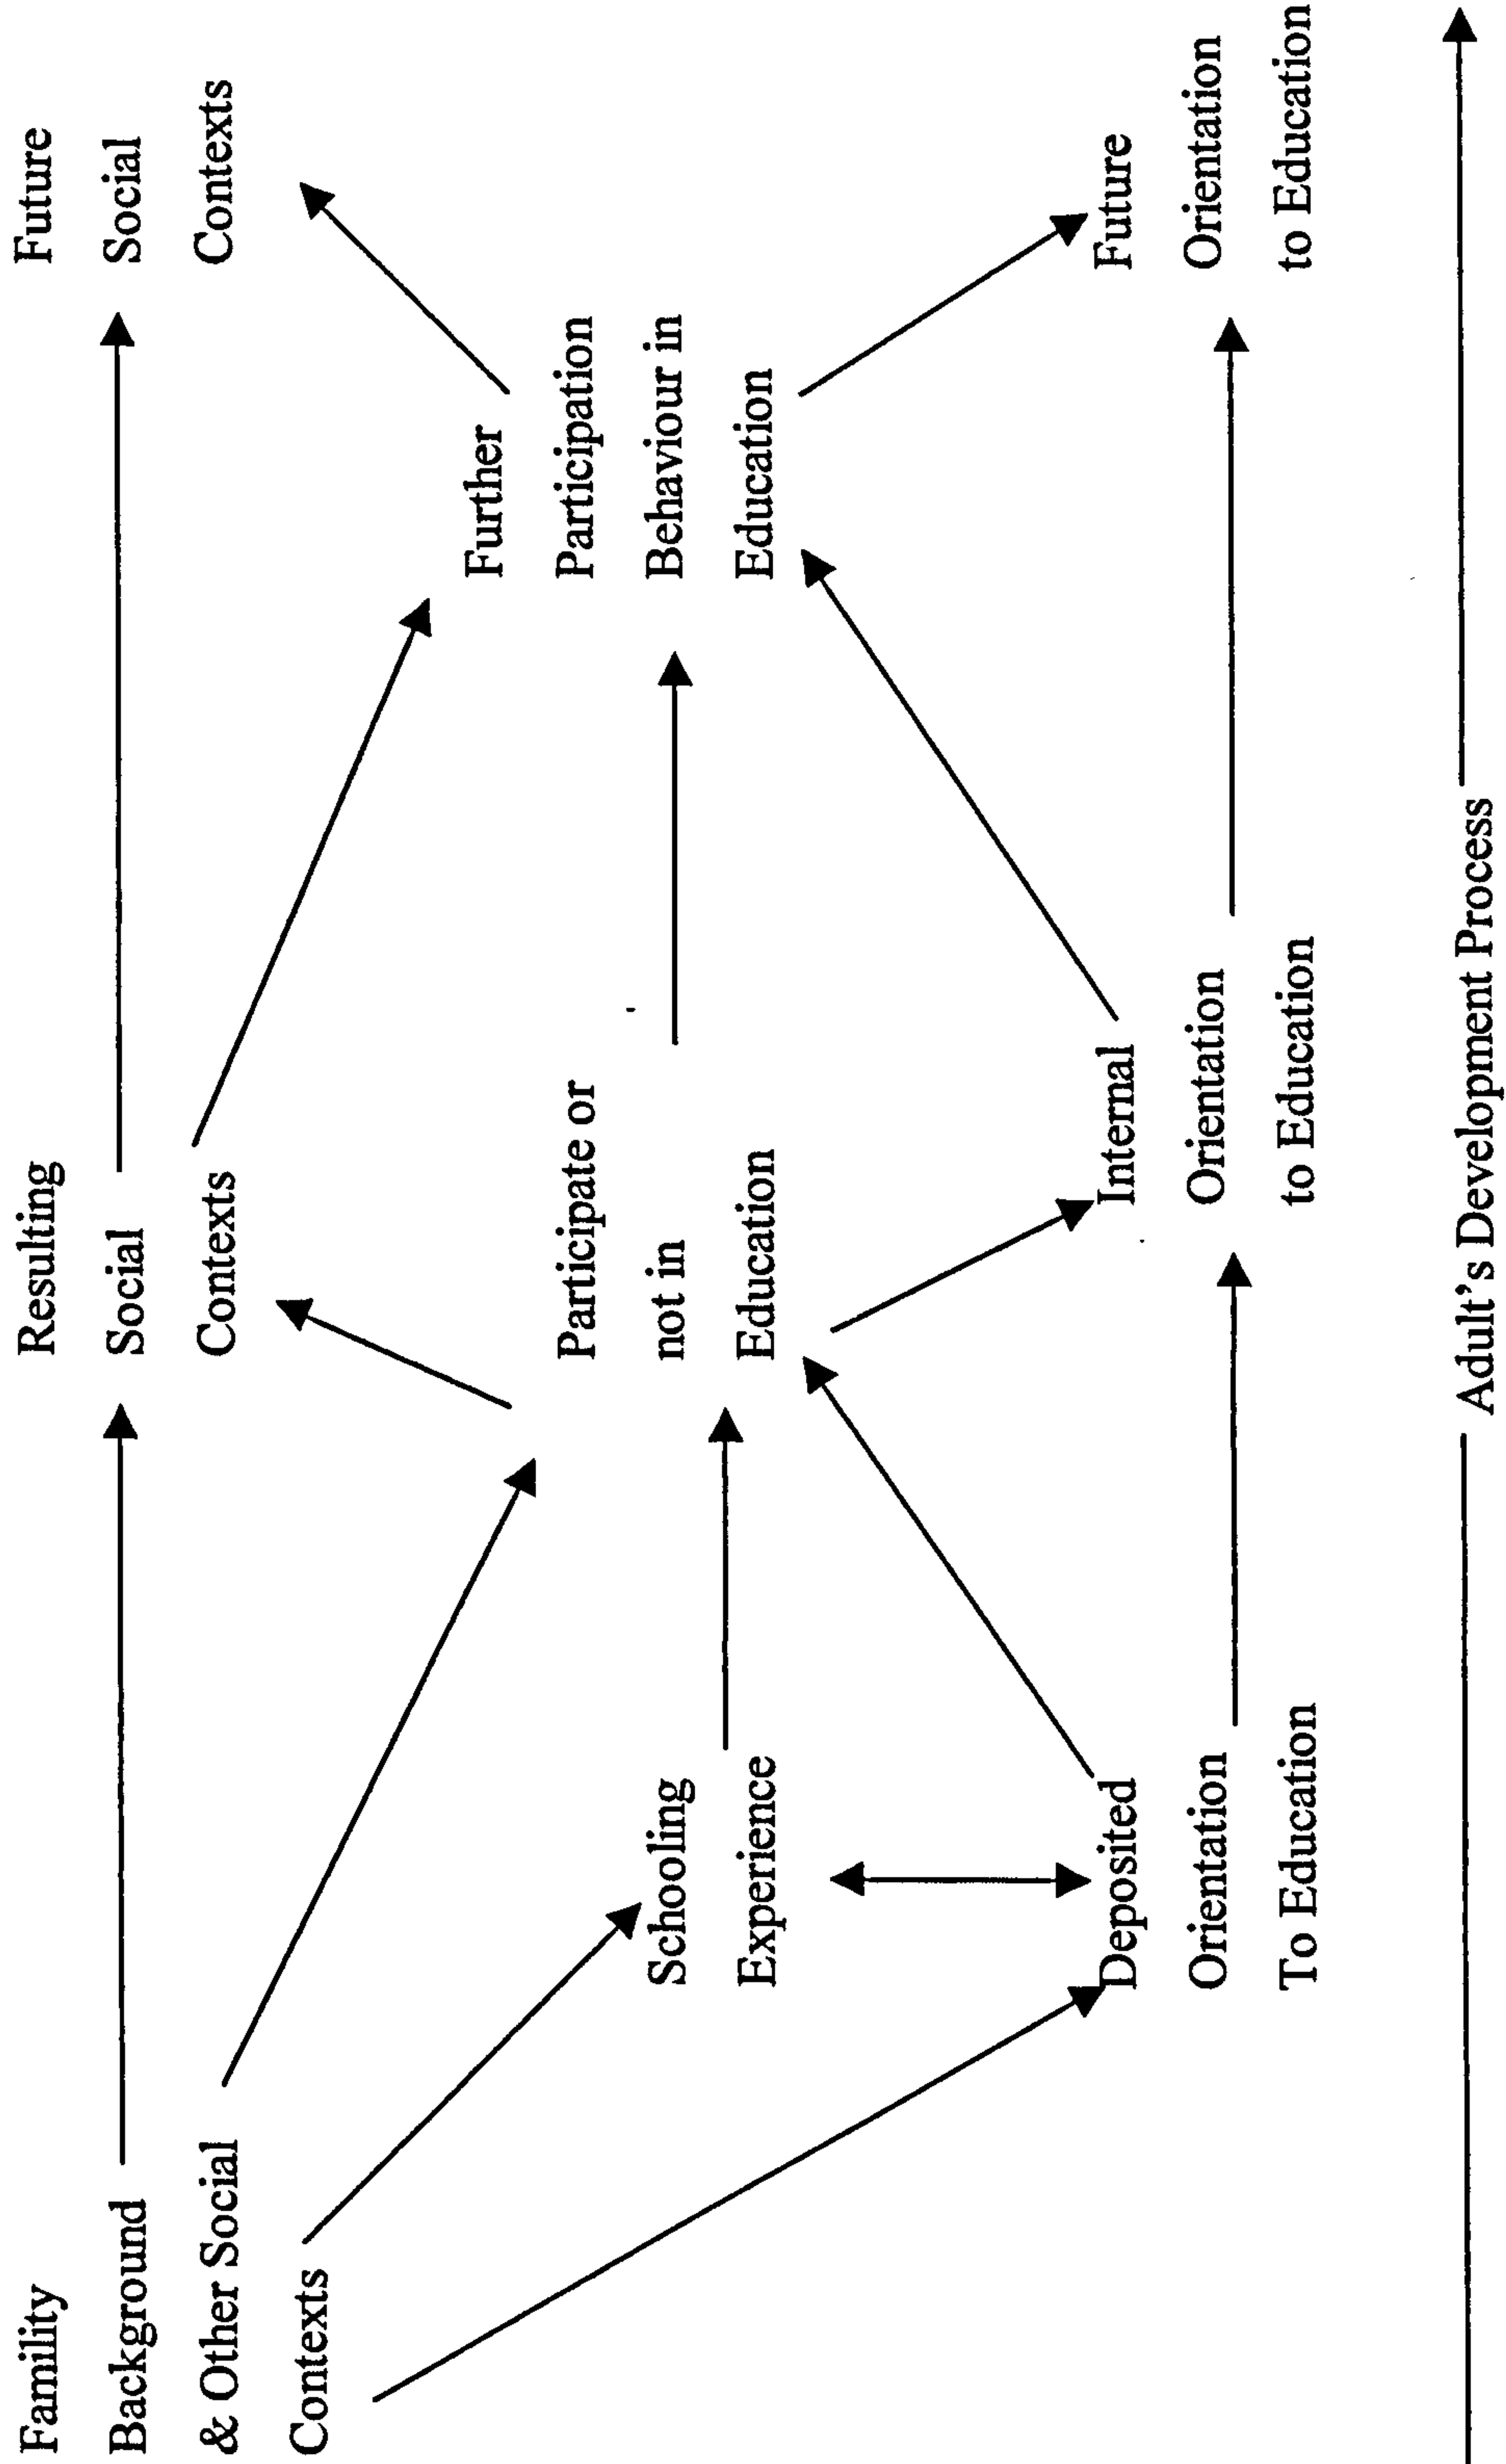 Famility
Background
& Other Social
Contexts
Resulting
Social
Contexts
Future
Social
Contexts
Schooling
Experience
Participate or
not in
Education
Further
Participation
Behaviour in
Education
Deposited
Orientation
To Education
Internal
Orientation
to Education
Future
Orientation
to Education
Adult's Development Process